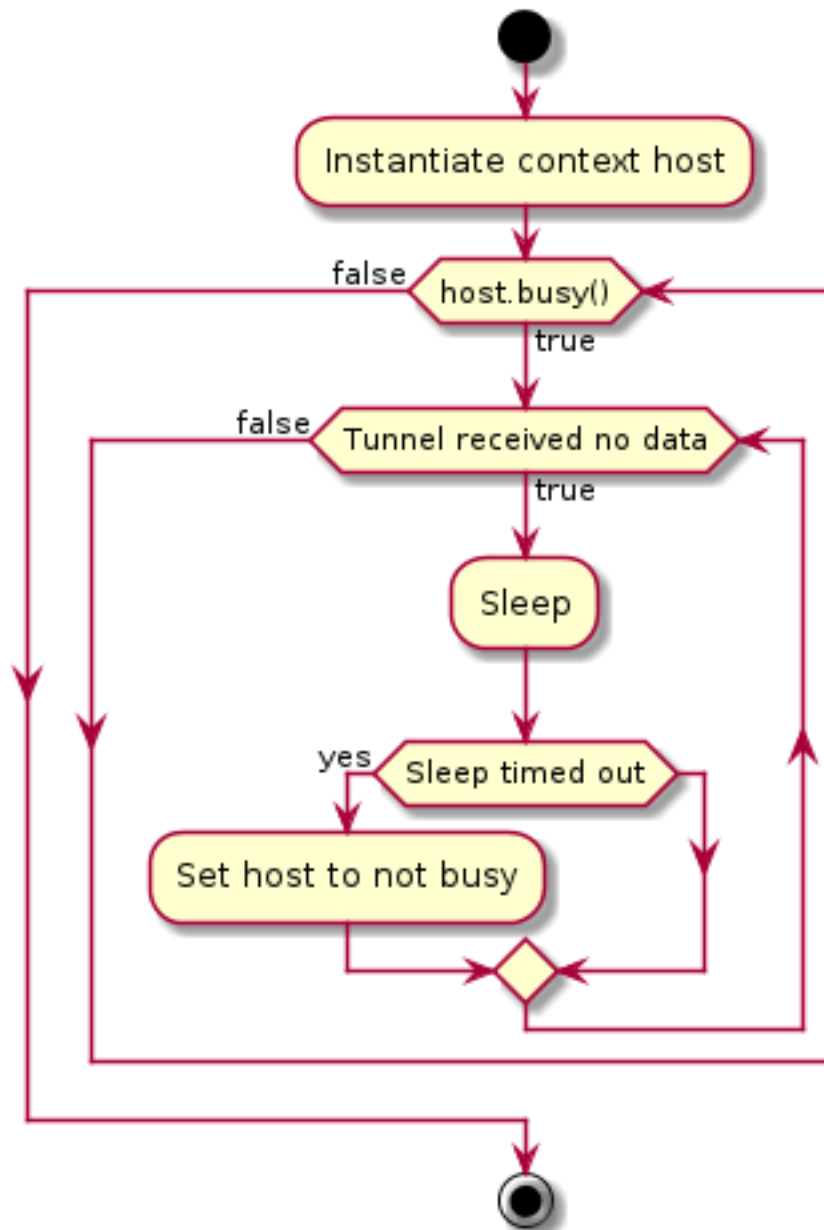 Instantiate context host
false
host.busy()
true
false
Tunnel received no data
true
Sleep
yes
Sleep timed out
Set host to not busy